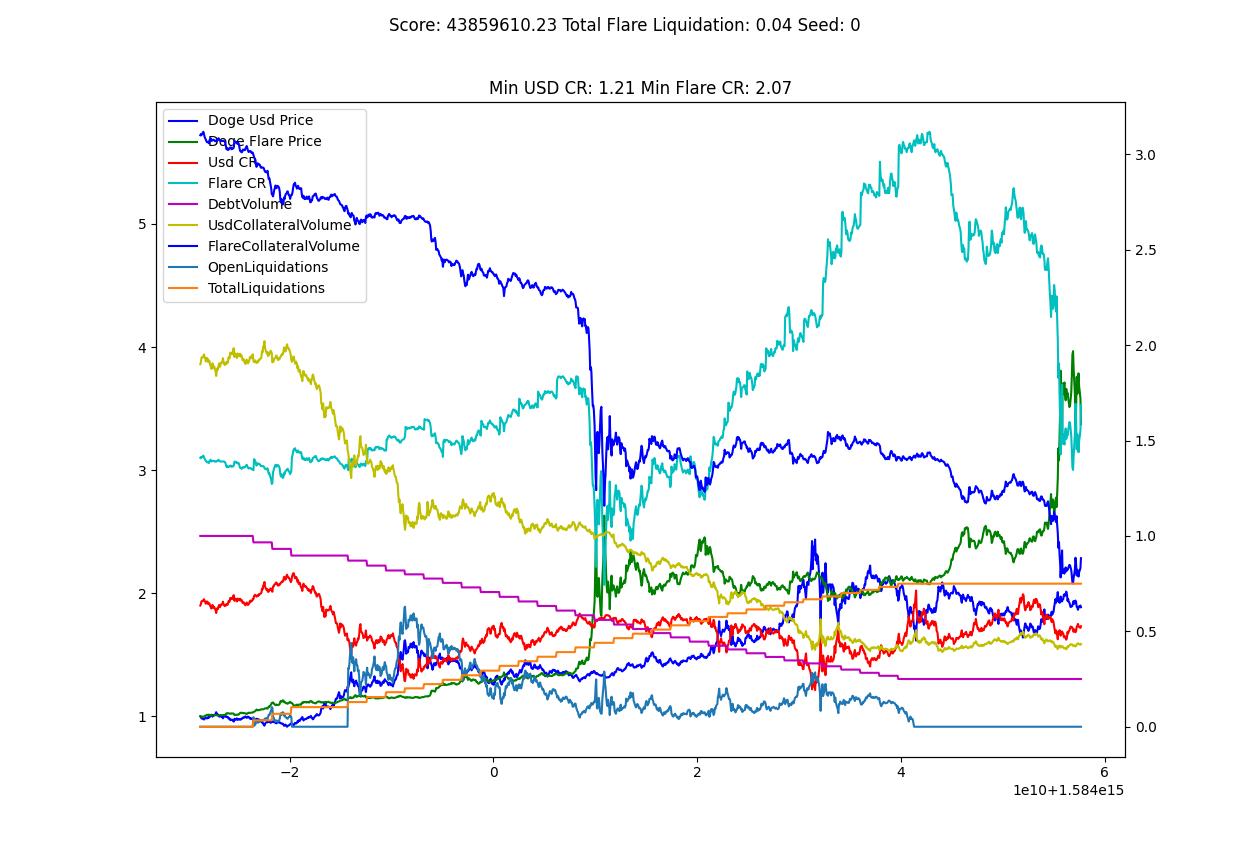 Score: 43859610.23 Total Flare Liquidation: 0.04 Seed: 0
Min USD CR: 1.21 Min Flare CR: 2.07
Doge Usd Price
Doge Flare Price
Usd CR
Flare CR
DebtVolume
UsdCollateralVolume
FlareCollateralVolume
OpenLiquidations
TotalLiquidations
5
4
3
2
1
3.0
2.5
2.0
1.5
1.0
0.5
0.0
−2 0 2 4 6
1e10+1.584e15